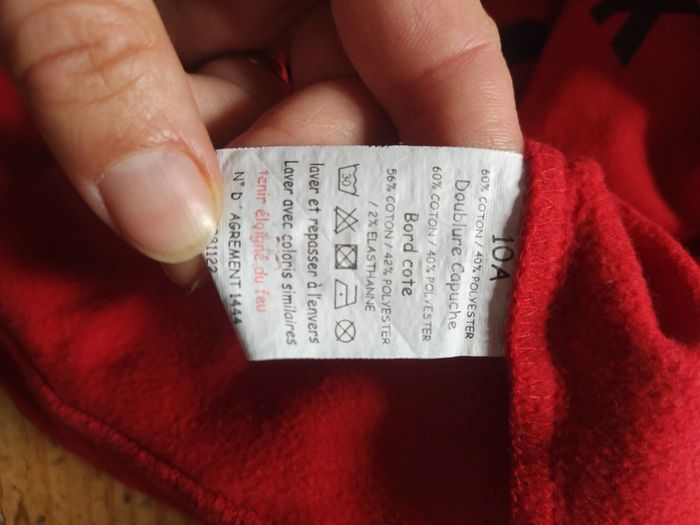 10A
60% COTON / 40% POLYESTER
Doublure Capuche
60% COTON / 40% POLYESTER
Bord cote
56% COTON / 42% POLYESTER
/ 2% ELASTHANNE
30
laver et repasser à l'envers
Laver avec coloris similaires
tenir éloigné du feu
N° D' AGREMENT 1444